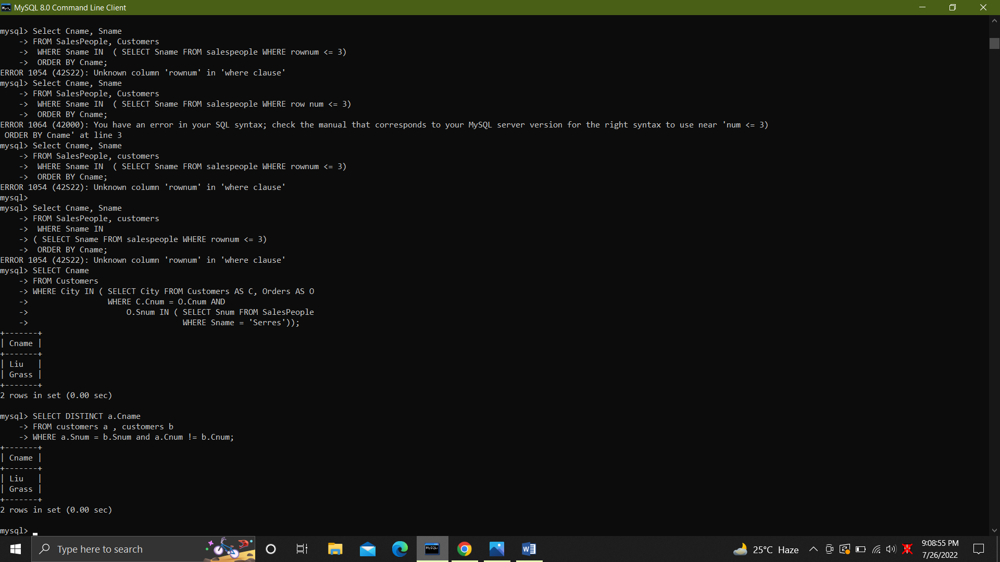 MySQL 8.0 Command Line Client
mysql> Select Cname, Sname
    -> FROM SalesPeople, Customers
    ->  WHERE Sname IN  ( SELECT Sname FROM salespeople WHERE rownum <= 3)
    ->  ORDER BY Cname;
ERROR 1054 (42S22): Unknown column 'rownum' in 'where clause'
mysql> Select Cname, Sname
    -> FROM SalesPeople, Customers
    ->  WHERE Sname IN  ( SELECT Sname FROM salespeople WHERE row num <= 3)
    ->  ORDER BY Cname;
ERROR 1064 (42000): You have an error in your SQL syntax; check the manual that corresponds to your MySQL server version for the right syntax to use near 'num <= 3)
 ORDER BY Cname' at line 3
mysql> Select Cname, Sname
    -> FROM SalesPeople, customers
    ->  WHERE Sname IN  ( SELECT Sname FROM salespeople WHERE rownum <= 3)
    ->  ORDER BY Cname;
ERROR 1054 (42S22): Unknown column 'rownum' in 'where clause'
mysql>
mysql> Select Cname, Sname
    -> FROM SalesPeople, customers
    ->  WHERE Sname IN
    -> ( SELECT Sname FROM salespeople WHERE rownum <= 3)
    ->  ORDER BY Cname;
ERROR 1054 (42S22): Unknown column 'rownum' in 'where clause'
mysql> SELECT Cname
    -> FROM Customers
    -> WHERE City IN ( SELECT City FROM Customers AS C, Orders AS O
    ->                 WHERE C.Cnum = O.Cnum AND
    ->                     O.Snum IN ( SELECT Snum FROM SalesPeople
    ->                                 WHERE Sname = 'Serres'));
+-------+
| Cname |
+-------+
| Liu   |
| Grass |
+-------+
2 rows in set (0.00 sec)
mysql> SELECT DISTINCT a.Cname
    -> FROM customers a , customers b
    -> WHERE a.Snum = b.Snum and a.Cnum != b.Cnum;
+-------+
| Cname |
+-------+
| Liu   |
| Grass |
+-------+
2 rows in set (0.00 sec)
mysql>
Type here to search
25°C Haze
9:08:55 PM
7/26/2022